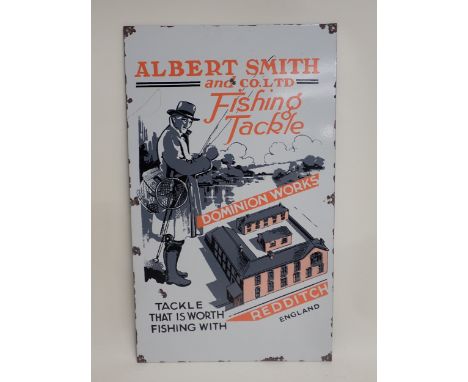 ALBERT SMITH
and CO. LTD
Fishing
Tackle
DOMINION WORKS
REDDITCH
ENGLAND
TACKLE
THAT IS WORTH
FISHING WITH